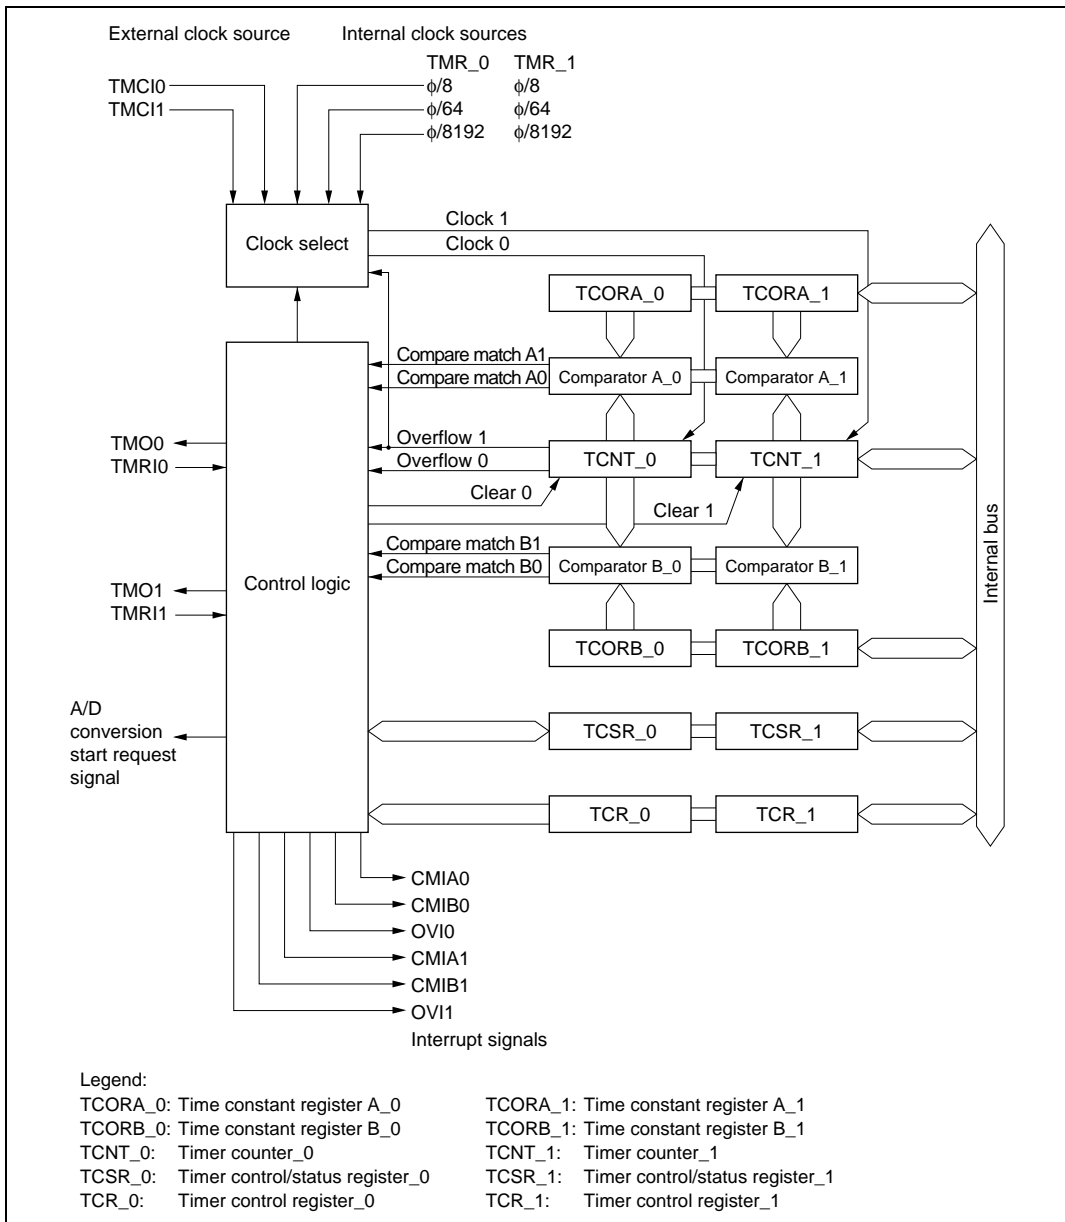 External clock source
Internal clock sources
TMR_0 TMR_1
TMCI0
ϕ/8 ϕ/8
TMCI1
ϕ/64 ϕ/64
ϕ/8192 ϕ/8192
Clock select
Clock 1
Clock 0
TCORA_0 TCORA_1
Compare match A1
Compare match A0
Comparator A_0 Comparator A_1
TMO0
TMRI0
Overflow 1
Overflow 0
TCNT_0 TCNT_1
Clear 0
Clear 1
Compare match B1
Compare match B0
Comparator B_0 Comparator B_1
Control logic
TMO1
TMRI1
Internal bus
TCORB_0 TCORB_1
A/D
conversion
start request
signal
TCSR_0 TCSR_1
TCR_0 TCR_1
CMIA0
CMIB0
OVI0
CMIA1
CMIB1
OVI1
Interrupt signals
Legend:
TCORA_0: Time constant register A_0 TCORA_1: Time constant register A_1
TCORB_0: Time constant register B_0 TCORB_1: Time constant register B_1
TCNT_0: Timer counter_0 TCNT_1: Timer counter_1
TCSR_0: Timer control/status register_0 TCSR_1: Timer control/status register_1
TCR_0: Timer control register_0 TCR_1: Timer control register_1